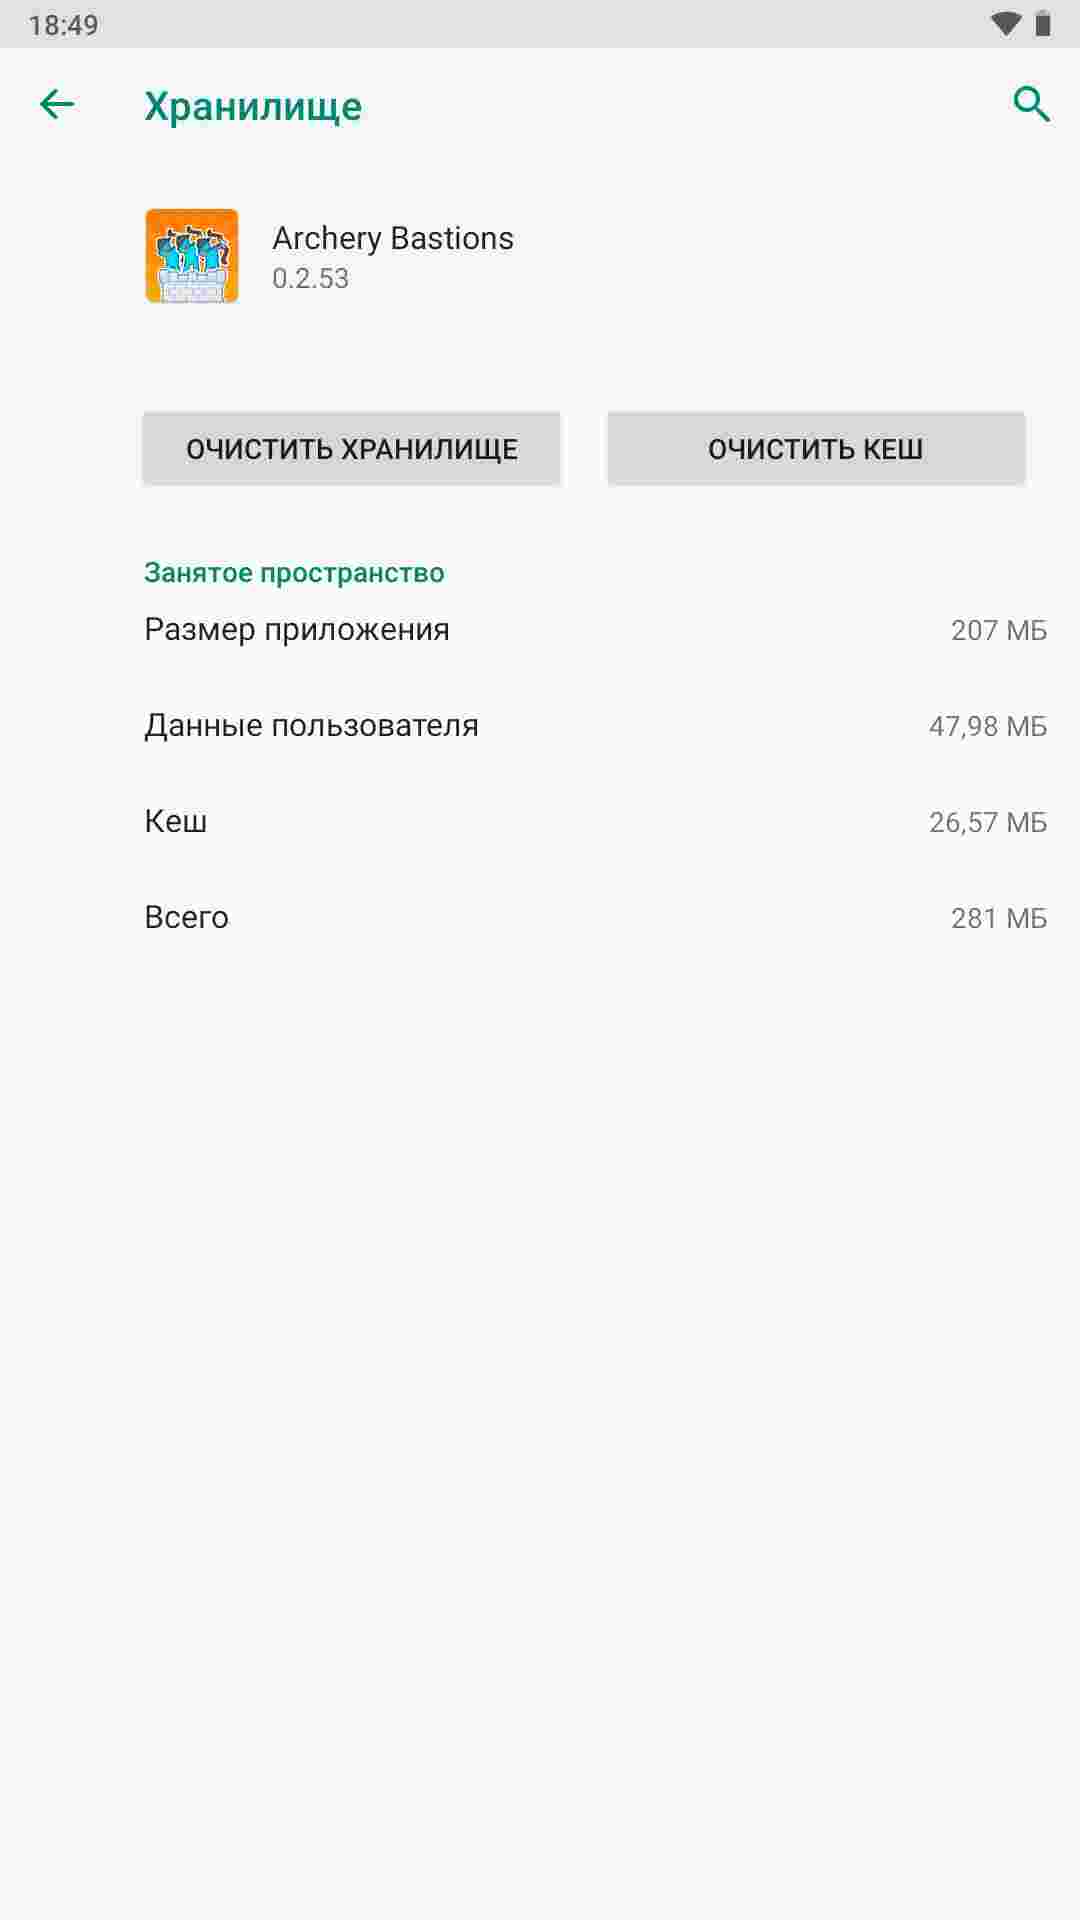 18:49
Хранилище
Archery Bastions
0.2.53
ОЧИСТИТЬ ХРАНИЛИЩЕ
ОЧИСТИТЬ КЕШ
Занятое пространство
Размер приложения 207 МБ
Данные пользователя 47,98 МБ
Кеш 26,57 МБ
Всего 281 МБ